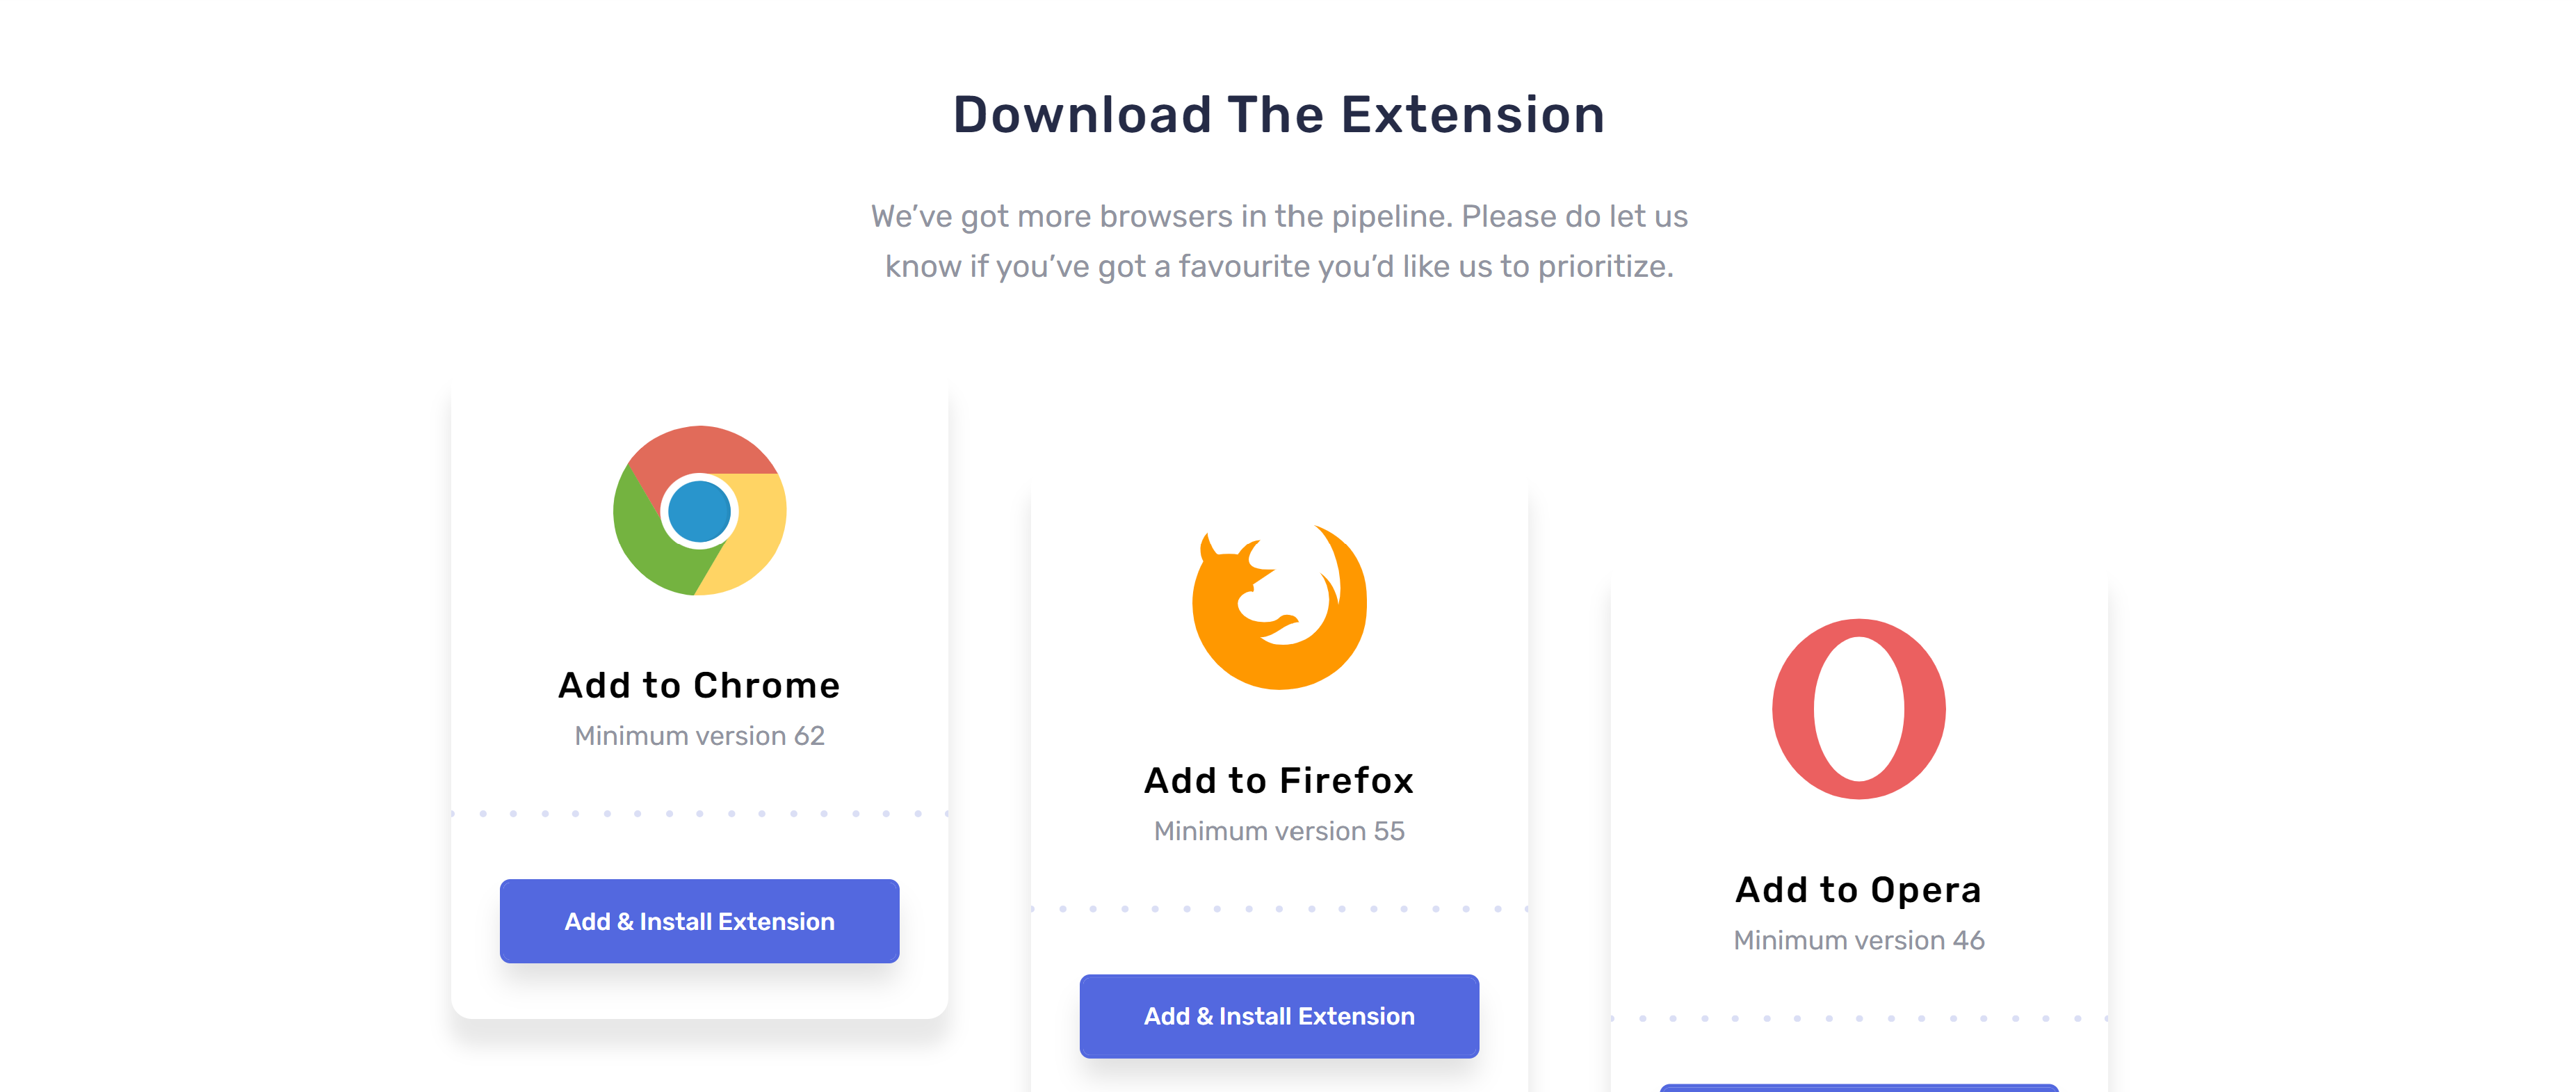 Download The Extension
We’ve got more browsers in the pipeline. Please do let us
know if you’ve got a favourite you’d like us to prioritize.
Add to Chrome
Minimum version 62
Add & Install Extension
Add to Firefox
Minimum version 55
Add & Install Extension
Add to Opera
Minimum version 46